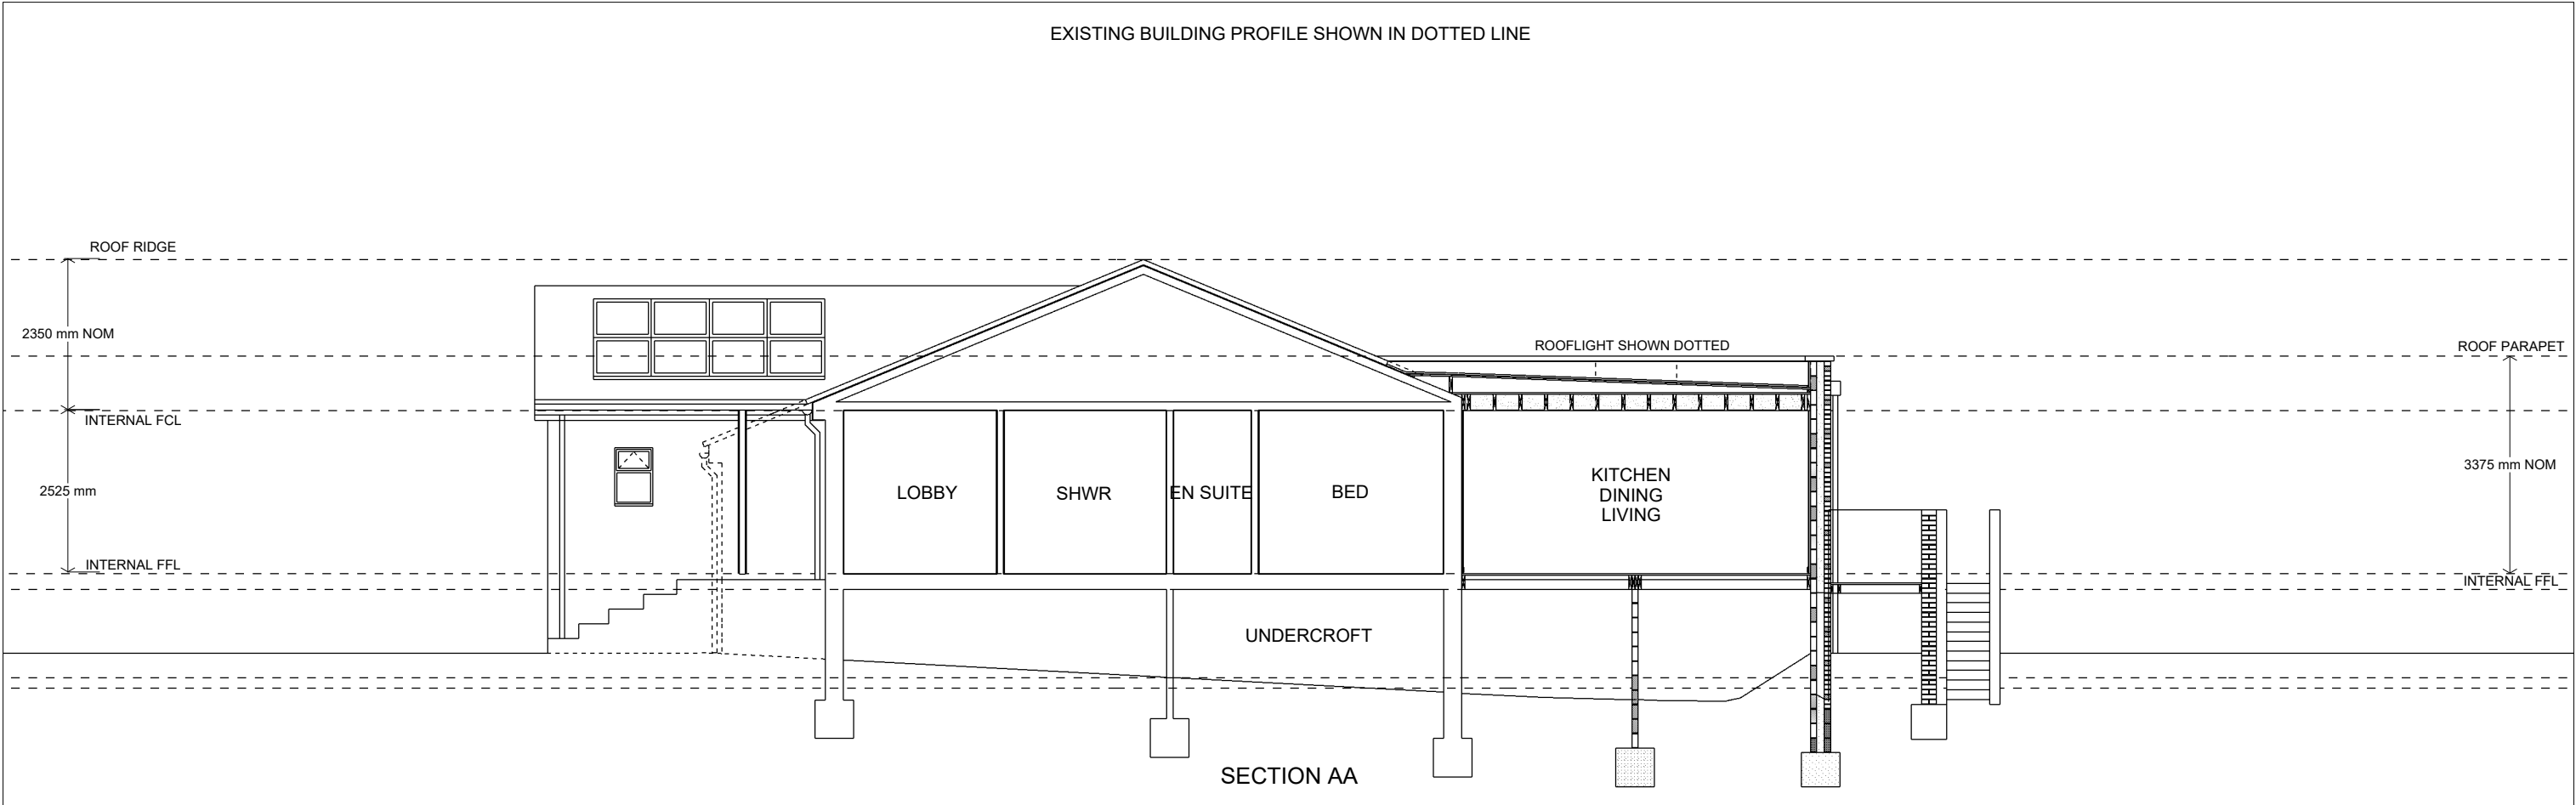 EXISTING BUILDING PROFILE SHOWN IN DOTTED LINE
ROOF RIDGE
2350 mm NOM
ROOFLIGHT SHOWN DOTTED
ROOF PARAPET
INTERNAL FCL
3375 mm NOM
2525 mm
LOBBY
SHWR
EN SUITE
BED
KITCHEN
DINING
LIVING
INTERNAL FFL
INTERNAL FFL
UNDERCROFT
SECTION AA